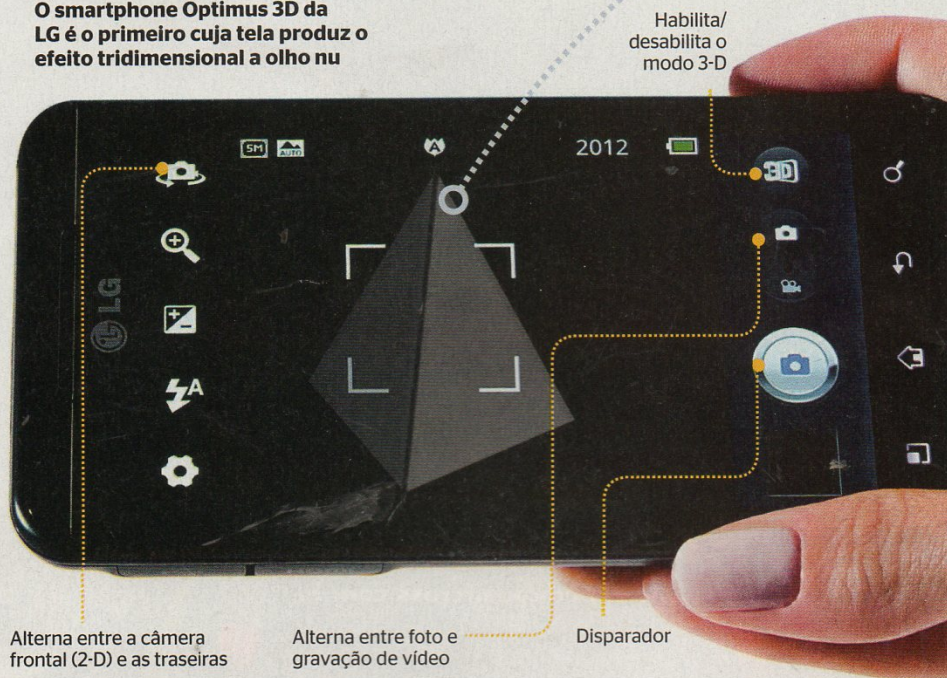 O smartphone Optimus 3D da
LG é o primeiro cuja tela produz o
efeito tridimensional a olho nu
Habilita/
desabilita o
modo 3-D
SM
AUTO
A
2012
3D
LG
A
Alterna entre a câmera
frontal (2-D) e as traseiras
Alterna entre foto e
gravação de vídeo
Disparador